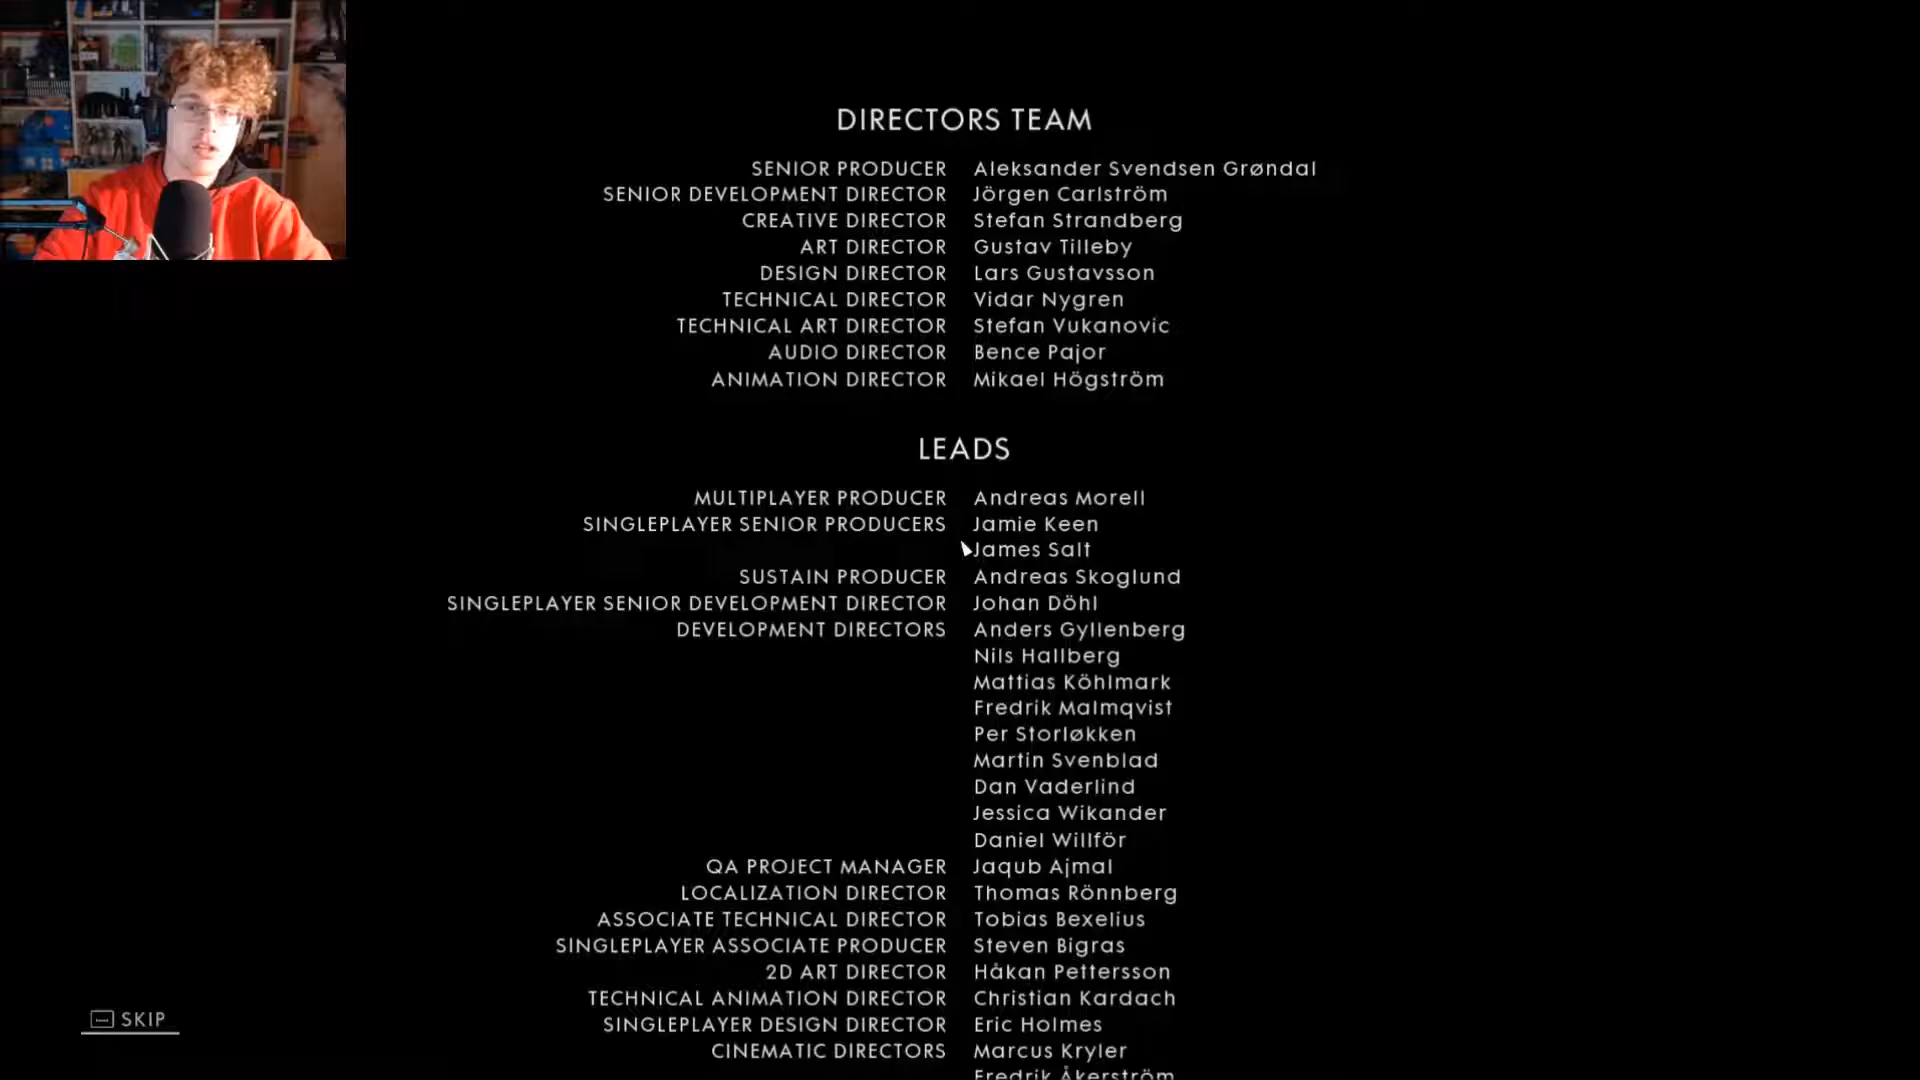 DIRECTORS TEAM
SENIOR PRODUCER Aleksander Svendsen Grøndal
SENIOR DEVELOPMENT DIRECTOR Jörgen Carlström
CREATIVE DIRECTOR Stefan Strandberg
ART DIRECTOR Gustav Tilleby
DESIGN DIRECTOR Lars Gustavsson
TECHNICAL DIRECTOR Vidar Nygren
TECHNICAL ART DIRECTOR Stefan Vukanovic
AUDIO DIRECTOR Bence Pajor
ANIMATION DIRECTOR Mikael Högström
LEADS
MULTIPLAYER PRODUCER Andreas Morell
SINGLEPLAYER SENIOR PRODUCERS Jamie Keen
James Salt
SUSTAIN PRODUCER Andreas Skoglund
SINGLEPLAYER SENIOR DEVELOPMENT DIRECTOR Johan Döhl
DEVELOPMENT DIRECTORS Anders Gyllenberg
Nils Hallberg
Mattias Köhlmark
Fredrik Malmqvist
Per Storløkken
Martin Svenblad
Dan Vaderlind
Jessica Wikander
Daniel Willför
QA PROJECT MANAGER Jaqub Ajmal
LOCALIZATION DIRECTOR Thomas Rönnberg
ASSOCIATE TECHNICAL DIRECTOR Tobias Bexelius
SINGLEPLAYER ASSOCIATE PRODUCER Steven Bigras
2D ART DIRECTOR Håkan Pettersson
TECHNICAL ANIMATION DIRECTOR Christian Kardach
SINGLEPLAYER DESIGN DIRECTOR Eric Holmes
CINEMATIC DIRECTORS Marcus Kryler
Fredrik Åkerström
SKIP